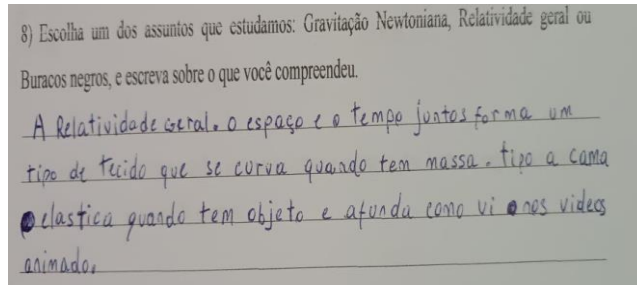 8) Escolha um dos assuntos que estudamos: Gravitação Newtoniana, Relatividade geral ou
Buracos negros, e escreva sobre o que você compreendeu.
A Relatividade Geral. o espaço e o tempo juntos forma um
tipo de tecido que se curva quando tem massa. tipo a cama
elastica quando tem objeto e afunda como vi nos videos
animado.